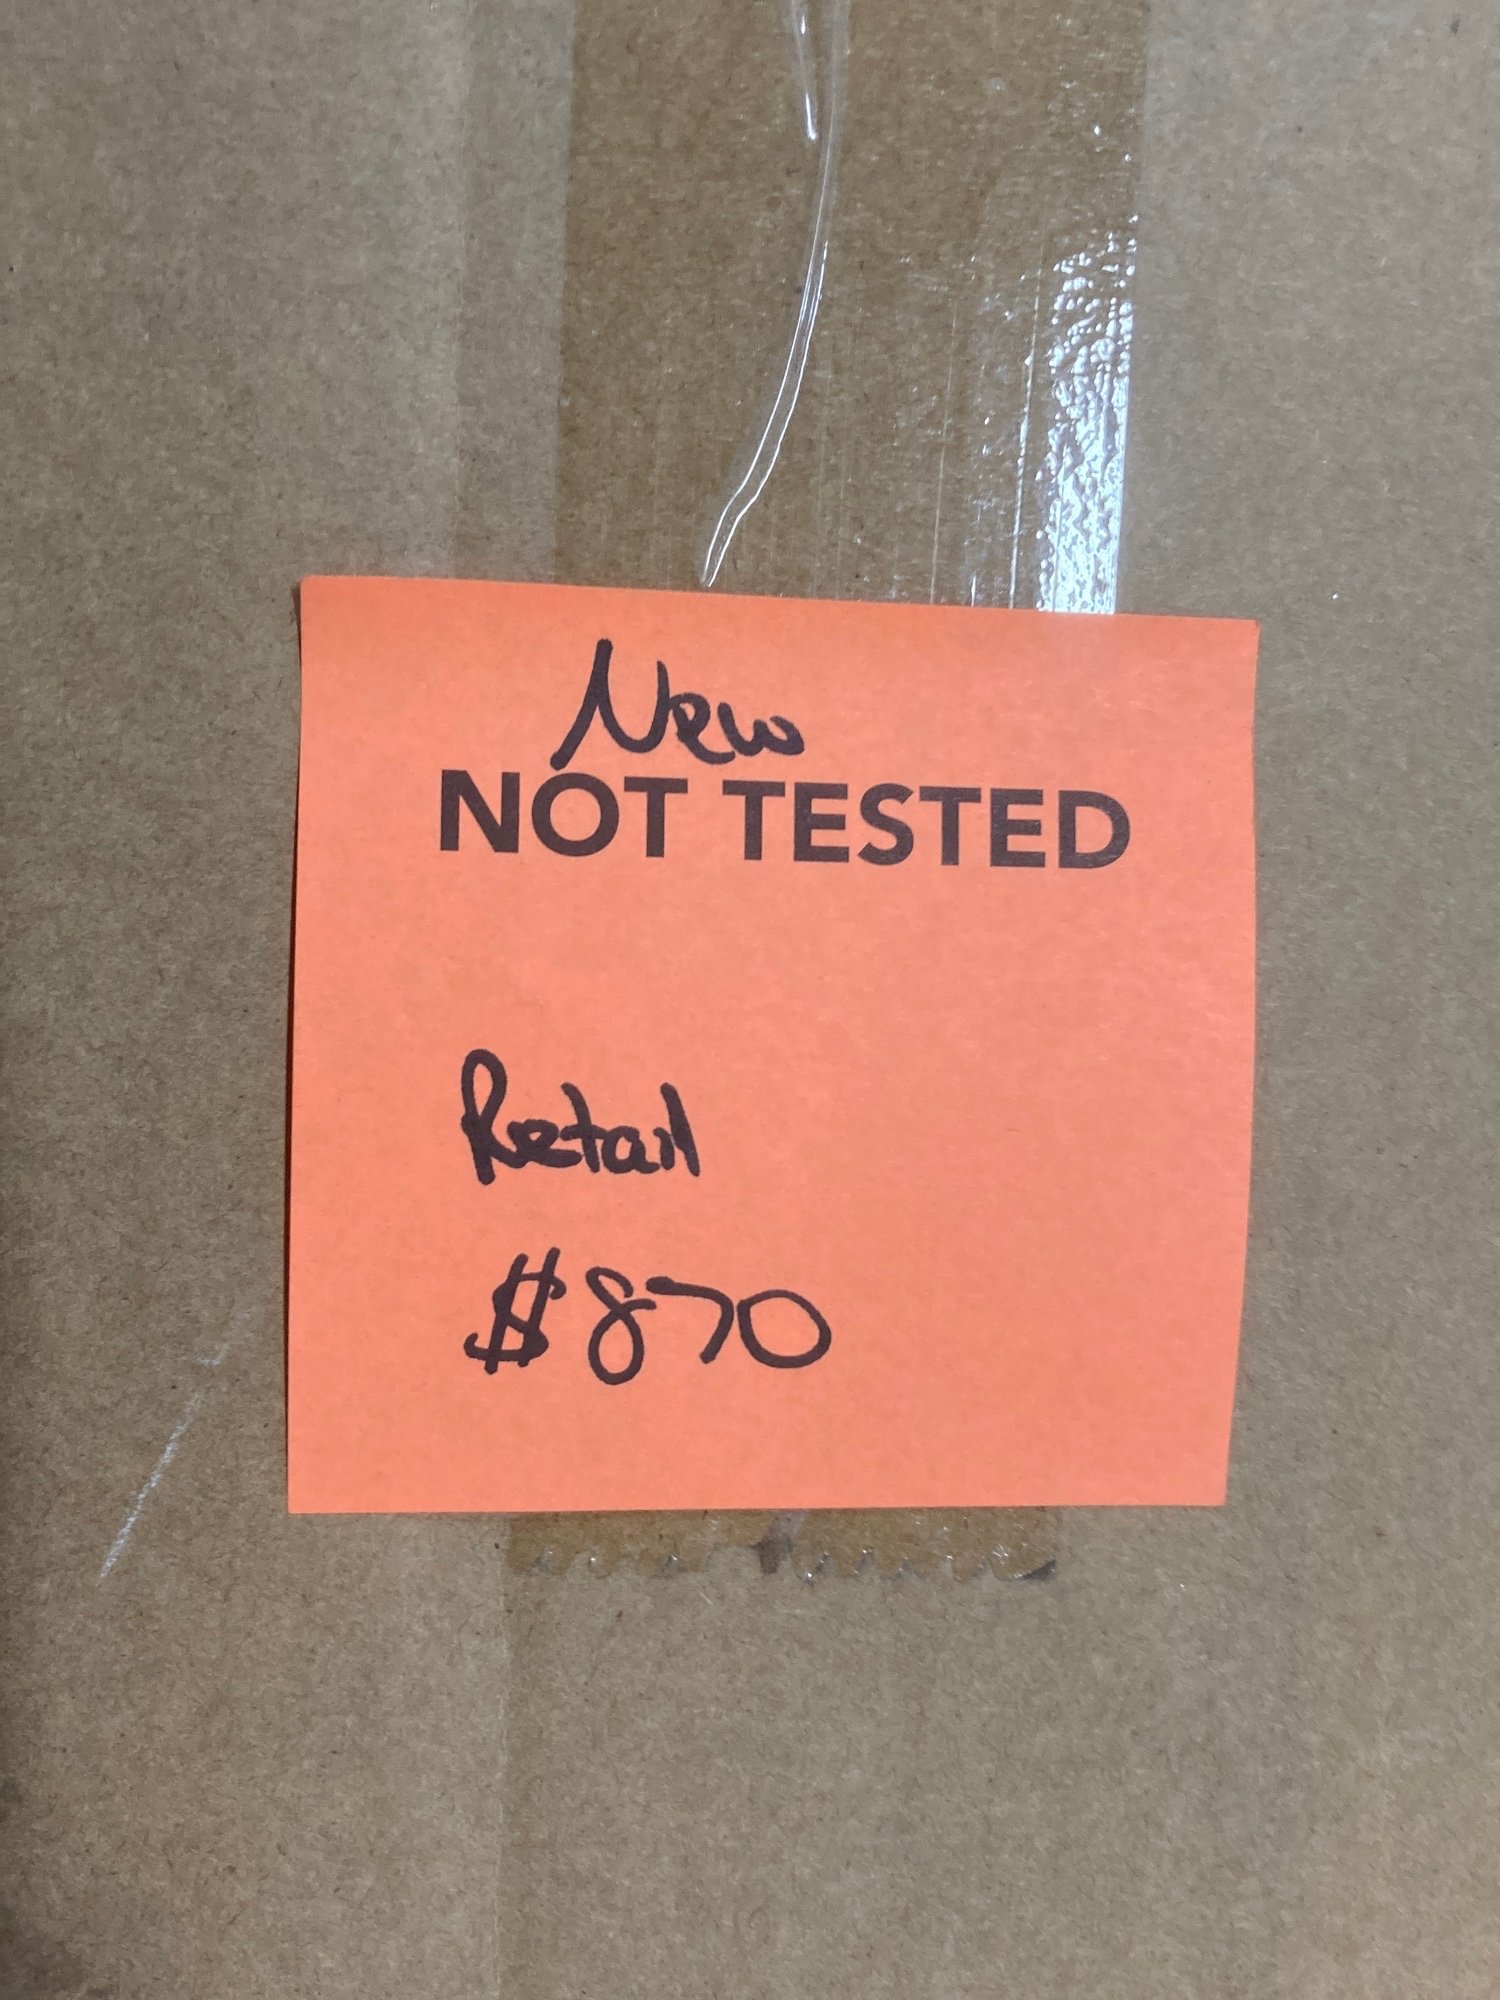 New
NOT TESTED
Retail
$870